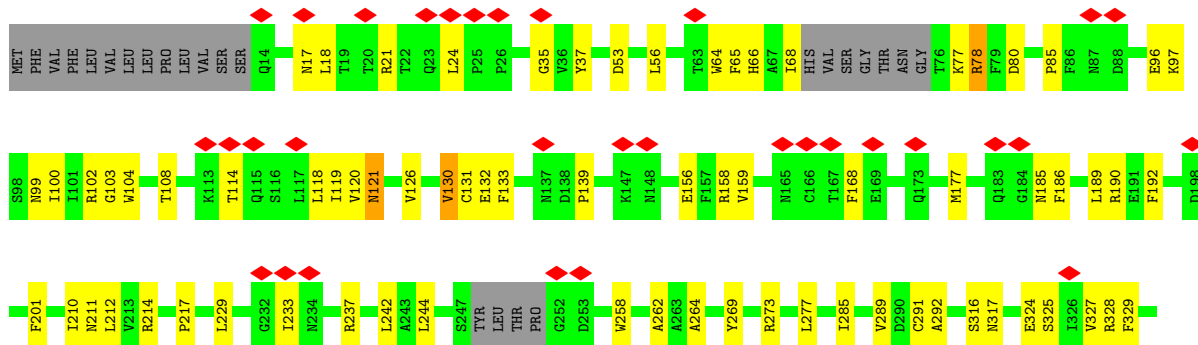 MET PHE VAL PHE LEU VAL LEU LEU PRO LEU VAL SER SER Q14 N17 L18 T19 T20 R21 T22 Q23 L24 P25 P26 G35 V36 Y37 D53 L56 T63 W64 F65 H66 A67 I68 HIS VAL SER GLY THR ASN GLY T76 K77 R78 F79 D80 P85 F86 N87 D88 E96 K97
S98 N99 I100 I101 R102 G103 W104 T108 K113 T114 Q115 S116 L117 L118 I119 V120 N121 V126 V130 C131 E132 F133 N137 D138 P139 K147 N148 E156 F157 R158 V159 N165 C166 T167 F168 E169 Q173 M177 Q183 G184 N185 F186 L189 R190 E191 F192 D198
F201 I210 N211 L212 V213 R214 P217 L229 G232 I233 N234 R237 L242 A243 L244 S247 TYR LEU THR PRO G252 D253 W258 A262 A263 A264 Y269 R273 L277 I285 V289 D290 C291 A292 S316 N317 E324 S325 I326 V327 R328 F329